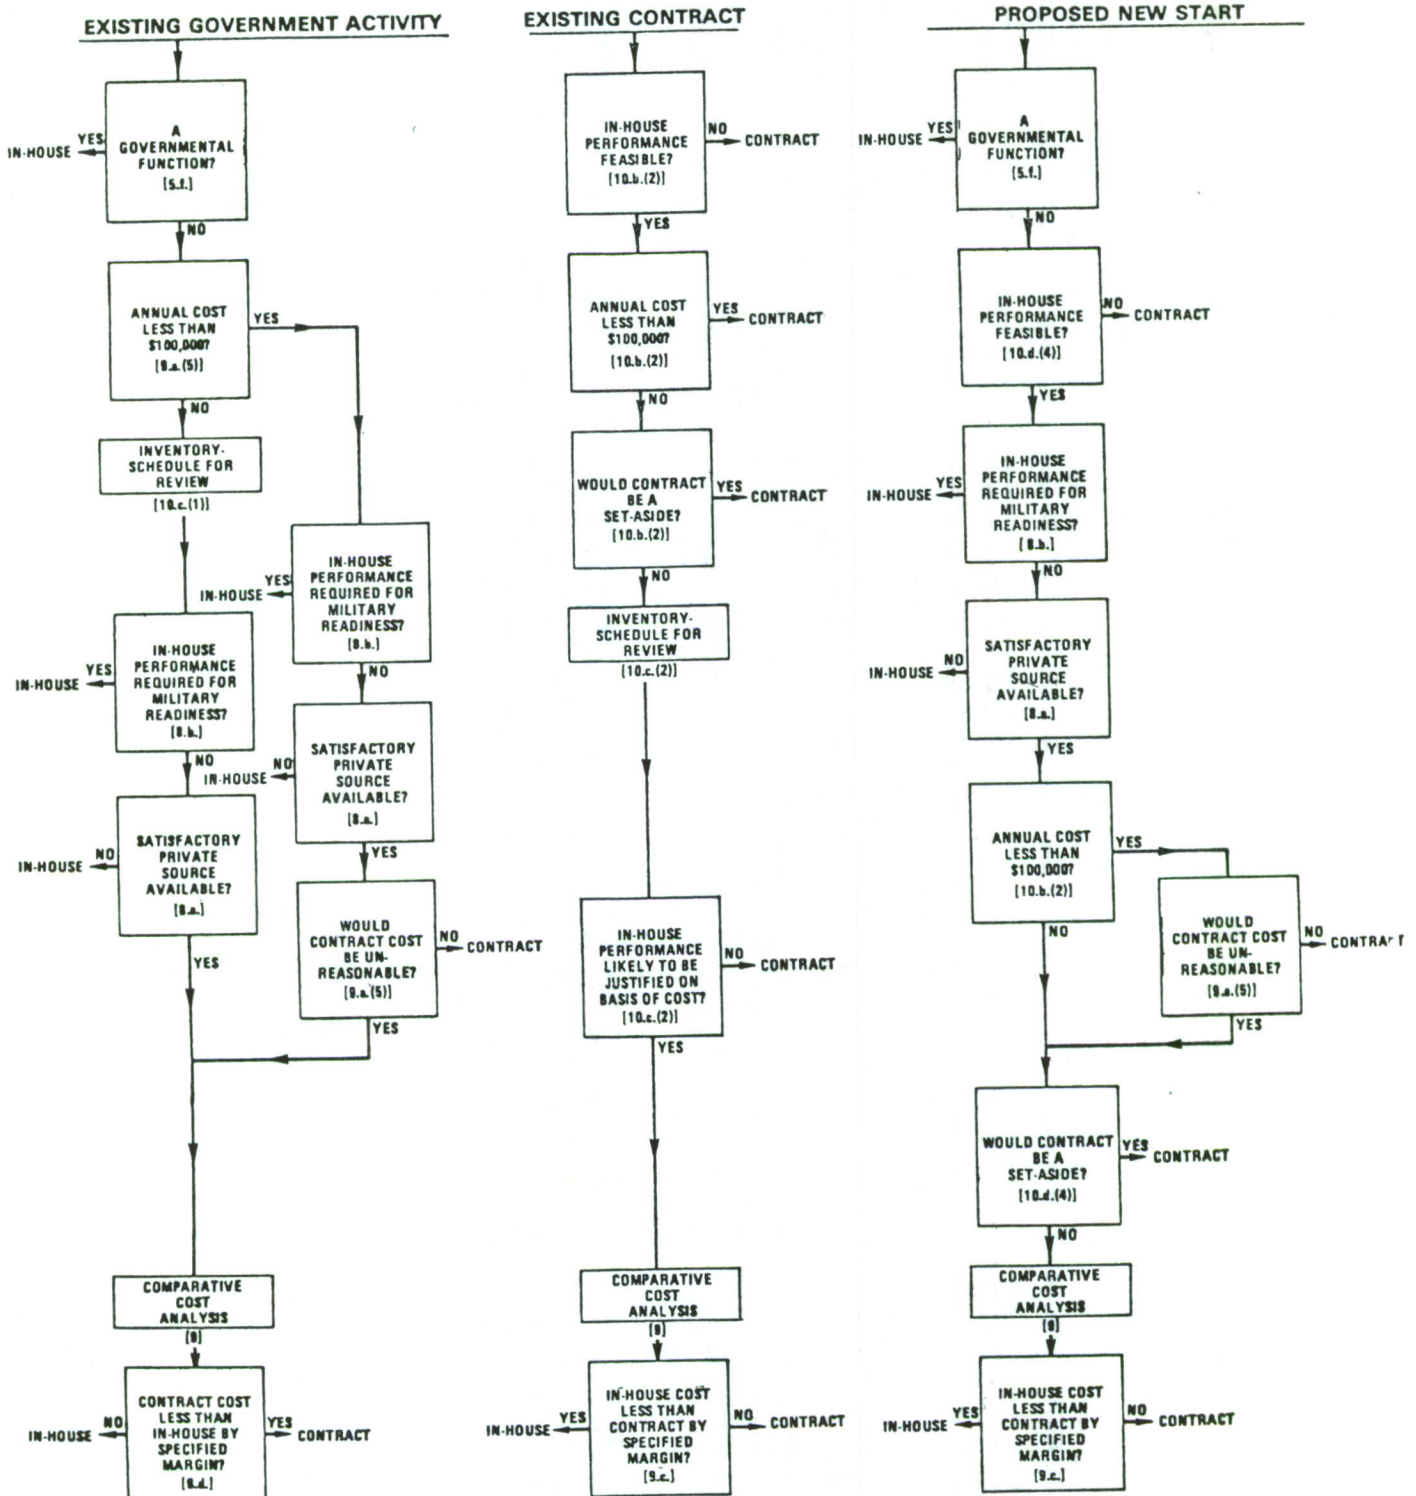 EXISTING GOVERNMENT ACTIVITY
A
GOVERNMENTAL
FUNCTION?
[5.f.]
YES
IN-HOUSE
NO
ANNUAL COST
LESS THAN
$100,000?
[9.a.(5)]
YES
NO
INVENTORY-
SCHEDULE FOR
REVIEW
[10.c.(1)]
IN-HOUSE
PERFORMANCE
REQUIRED FOR
MILITARY
READINESS?
[8.b.]
YES
IN-HOUSE
NO
SATISFACTORY
PRIVATE
SOURCE
AVAILABLE?
[8.a.]
NO
IN-HOUSE
YES
IN-HOUSE
PERFORMANCE
REQUIRED FOR
MILITARY
READINESS?
[8.b.]
YES
IN-HOUSE
NO
SATISFACTORY
PRIVATE
SOURCE
AVAILABLE?
[8.a.]
NO
IN-HOUSE
YES
WOULD
CONTRACT COST
BE UN-
REASONABLE?
[9.a.(5)]
NO
CONTRACT
YES
COMPARATIVE
COST
ANALYSIS
[9]
CONTRACT COST
LESS THAN
IN-HOUSE BY
SPECIFIED
MARGIN?
[9.d.]
NO
IN-HOUSE
YES
CONTRACT
EXISTING CONTRACT
IN-HOUSE
PERFORMANCE
FEASIBLE?
[10.b.(2)]
NO
CONTRACT
YES
ANNUAL COST
LESS THAN
$100,000?
[10.b.(2)]
YES
CONTRACT
NO
WOULD CONTRACT
BE A
SET-ASIDE?
[10.b.(2)]
YES
CONTRACT
NO
INVENTORY-
SCHEDULE FOR
REVIEW
[10.c.(2)]
IN-HOUSE
PERFORMANCE
LIKELY TO BE
JUSTIFIED ON
BASIS OF COST?
[10.c.(2)]
NO
CONTRACT
YES
COMPARATIVE
COST
ANALYSIS
[9]
IN-HOUSE COST
LESS THAN
CONTRACT BY
SPECIFIED
MARGIN?
[9.c.]
YES
IN-HOUSE
NO
CONTRACT
PROPOSED NEW START
A
GOVERNMENTAL
FUNCTION?
[5.f.]
YES
IN-HOUSE
NO
IN-HOUSE
PERFORMANCE
FEASIBLE?
[10.d.(4)]
NO
CONTRACT
YES
IN-HOUSE
PERFORMANCE
REQUIRED FOR
MILITARY
READINESS?
[8.b.]
YES
IN-HOUSE
NO
SATISFACTORY
PRIVATE
SOURCE
AVAILABLE?
[8.a.]
NO
IN-HOUSE
YES
ANNUAL COST
LESS THAN
$100,000?
[10.b.(2)]
YES
NO
WOULD
CONTRACT COST
BE UN-
REASONABLE?
[9.a.(5)]
NO
CONTRACT
YES
WOULD CONTRACT
BE A
SET-ASIDE?
[10.d.(4)]
YES
CONTRACT
NO
COMPARATIVE
COST
ANALYSIS
[9]
IN-HOUSE COST
LESS THAN
CONTRACT BY
SPECIFIED
MARGIN?
[9.c.]
YES
IN-HOUSE
NO
CONTRACT